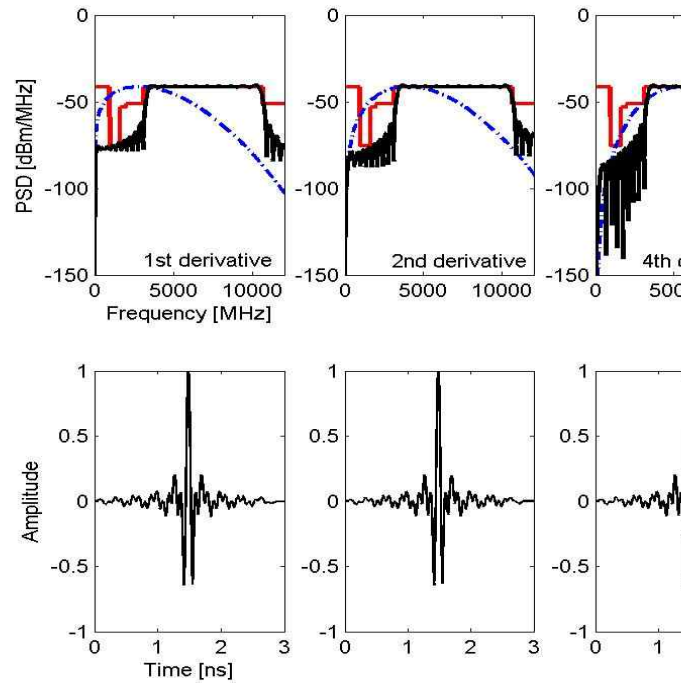 0
-50
-100
-150
PSD [dBm/MHz]
1st derivative
0 5000 10000
Frequency [MHz]
0
-50
-100
-150
2nd derivative
0 5000 10000
0
-50
-100
-150
4th
0
1
0.5
0
-0.5
-1
Amplitude
0 1 2 3
Time [ns]
1
0.5
0
-0.5
-1
0 1 2 3
1
0.5
0
-0.5
-1
0 1